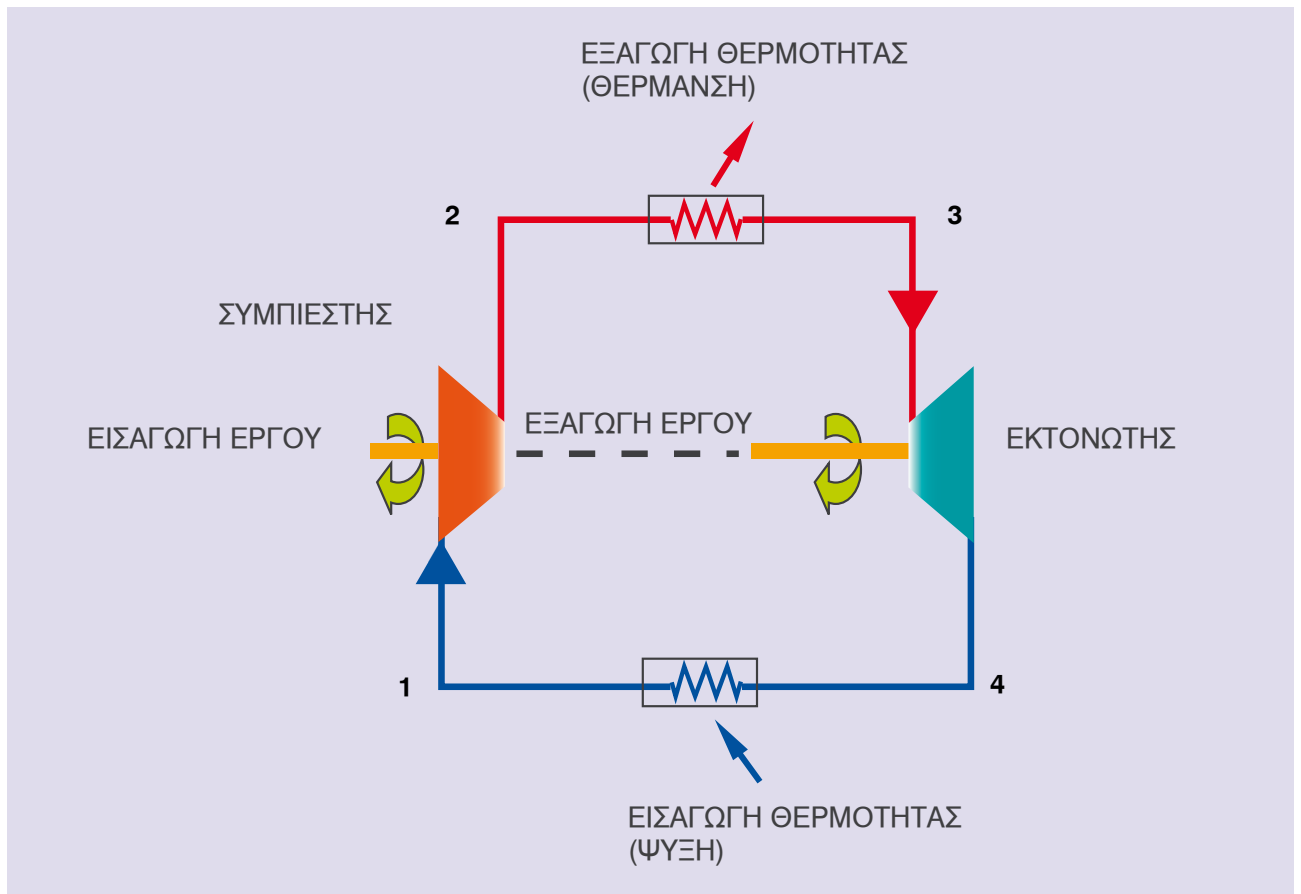 ΕΞΑΓΩΓΗ ΘΕΡΜΟΤΗΤΑΣ
(ΘΕΡΜΑΝΣΗ)
2
3
ΣΥΜΠΙΕΣΤΗΣ
ΕΙΣΑΓΩΓΗ ΕΡΓΟΥ
ΕΞΑΓΩΓΗ ΕΡΓΟΥ
ΕΚΤΟΝΩΤΗΣ
1
4
ΕΙΣΑΓΩΓΗ ΘΕΡΜΟΤΗΤΑΣ
(ΨΥΞΗ)